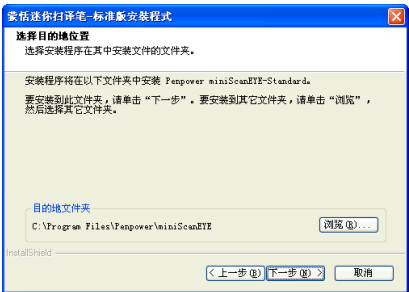 蒙恬迷你扫译笔-标准版安装程式
选择目的地位置
选择安装程序在其中安装文件的文件夹。
安装程序将在以下文件夹中安装 Penpower miniScanEYE-Standard。
要安装到此文件夹，请单击“下一步”。要安装到其它文件夹，请单击“浏览”，
然后选择其它文件夹。
目的地文件夹
C:\Program Files\Penpower\miniScanEYE
浏览(R)...
InstallShield
< 上一步(B) 下一步(N) > 取消